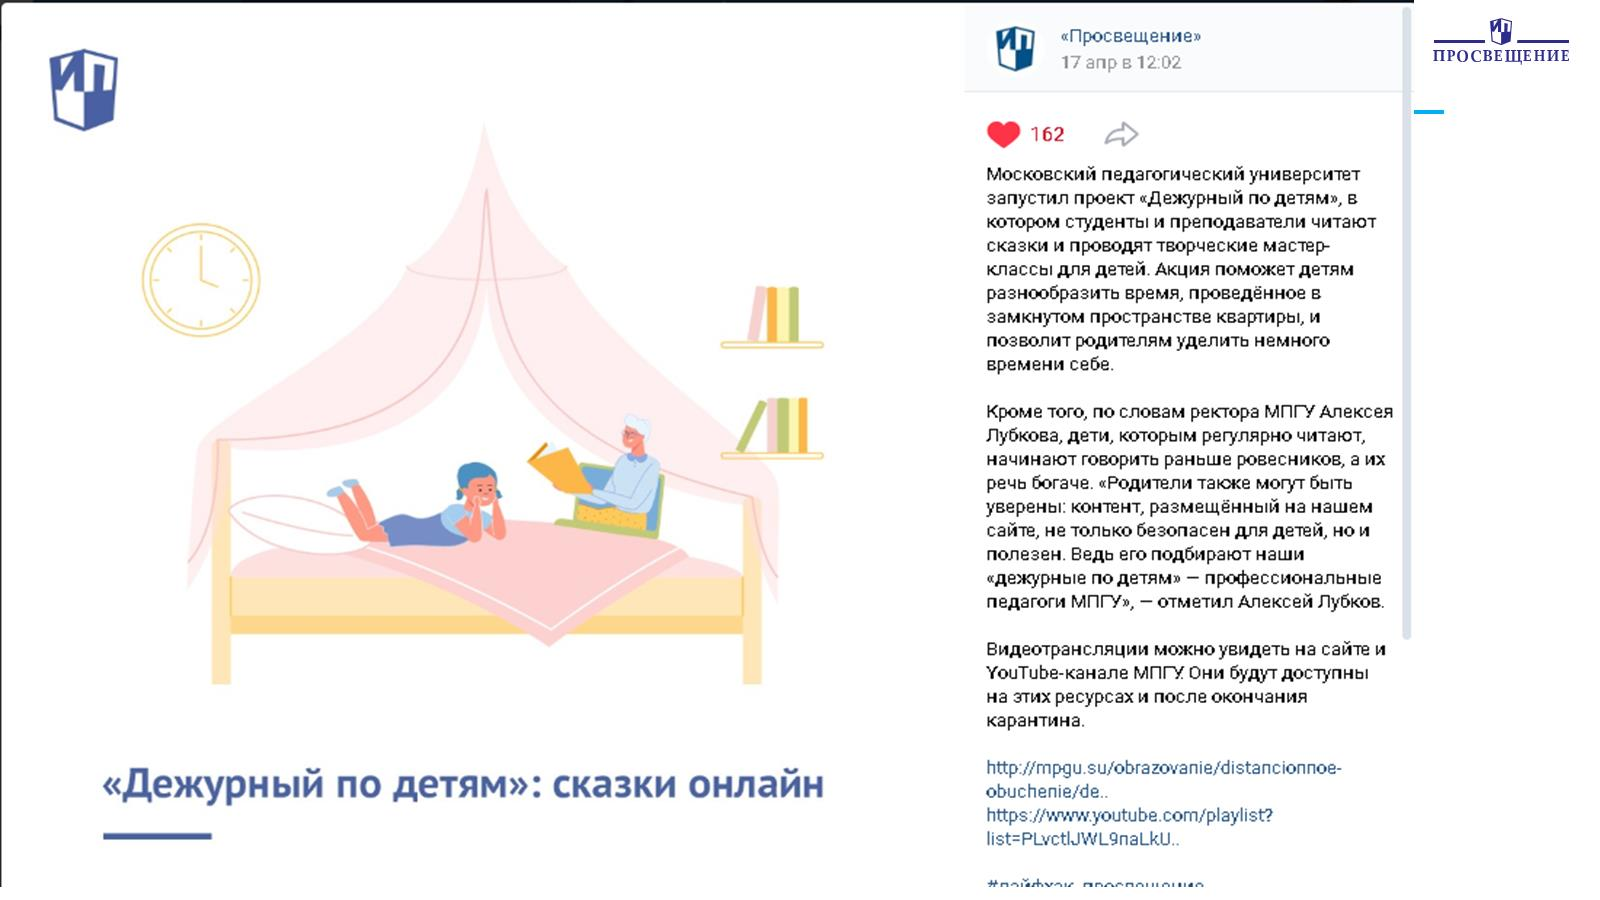 ИП
«Дежурный по детям»: сказки онлайн
ИП
«Просвещение»
17 апр в 12:02
162
Московский педагогический университет
запустил проект «Дежурный по детям», в
котором студенты и преподаватели читают
сказки и проводят творческие мастер-
классы для детей. Акция поможет детям
разнообразить время, проведённое в
замкнутом пространстве квартиры, и
позволит родителям уделить немного
времени себе.
Кроме того, по словам ректора МПГУ Алексея
Лубкова, дети, которым регулярно читают,
начинают говорить раньше ровесников, а их
речь богаче. «Родители также могут быть
уверены: контент, размещённый на нашем
сайте, не только безопасен для детей, но и
полезен. Ведь его подбирают наши
«дежурные по детям» — профессиональные
педагоги МПГУ», — отметил Алексей Лубков.
Видеотрансляции можно увидеть на сайте и
YouTube-канале МПГУ. Они будут доступны
на этих ресурсах и после окончания
карантина.
http://mpgu.su/obrazovanie/distancionnoe-
obuchenie/de..
https://www.youtube.com/playlist?
list=PLvctlJWL9naLkU..
ИП
ПРОСВЕЩЕНИЕ